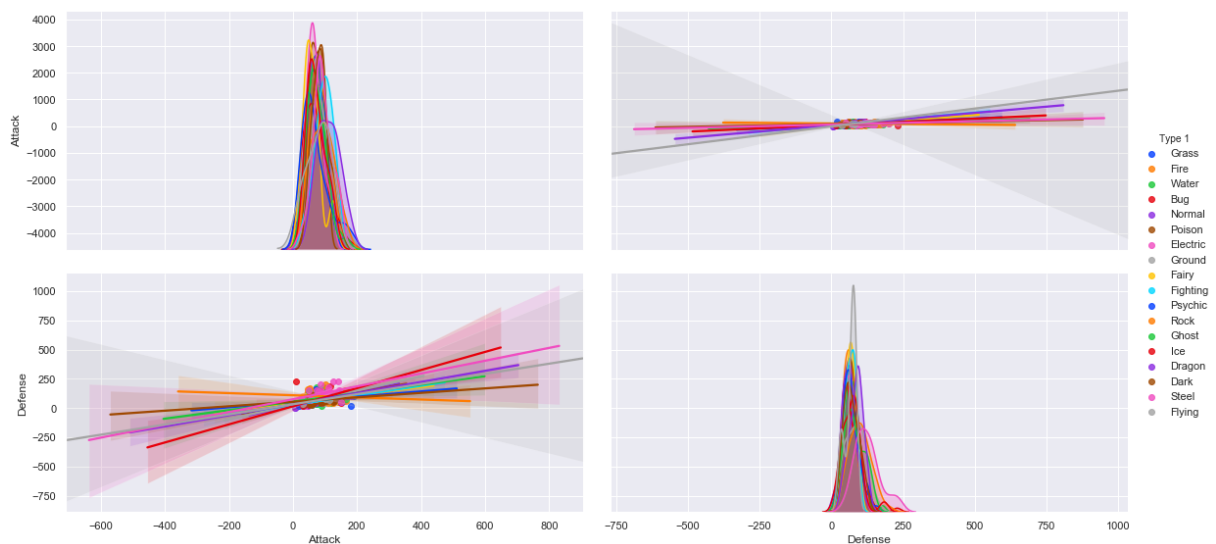 4000
3000
2000
1000
0
−1000
−2000
−3000
−4000
Attack
1000
750
500
250
0
−250
−500
−750
Defense
−600
−400
−200
0
200
400
600
800
Attack
−750
−500
−250
0
250
500
750
1000
Defense
Type 1
Grass
Fire
Water
Bug
Normal
Poison
Electric
Ground
Fairy
Fighting
Psychic
Rock
Ghost
Ice
Dragon
Dark
Steel
Flying